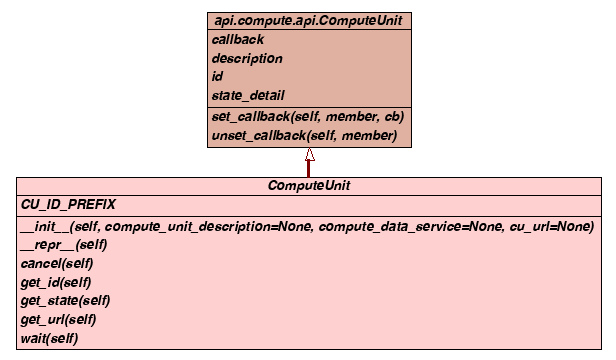 api.compute.api.ComputeUnit
callback
description
id
state_detail
set_callback(self, member, cb)
unset_callback(self, member)
ComputeUnit
CU_ID_PREFIX
__init__(self, compute_unit_description=None, compute_data_service=None, cu_url=None)
__repr__(self)
cancel(self)
get_id(self)
get_state(self)
get_url(self)
wait(self)